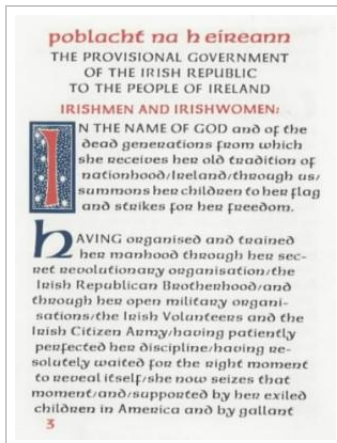 poblacht na h eireann
THE PROVISIONAL GOVERNMENT
OF THE IRISH REPUBLIC
TO THE PEOPLE OF IRELAND
IRISHMEN AND IRISHWOMEN:
IN THE NAME OF GOD and of the
dead generations from which
she receives her old tradition of
nationhood/Ireland/through us/
summons her children to her flag
and strikes for her freedom.
hAVING organised and trained
her manhood through her sec-
ret revolutionary organisation/the
Irish Republican Brotherhood/and
through her open military organi-
sations/the Irish Volunteers and the
Irish Citizen Army/having patiently
perfected her discipline/having re-
solutely waited for the right moment
to reveal itself/she now seizes that
moment/and/supported by her exiled
children in America and by gallant
3